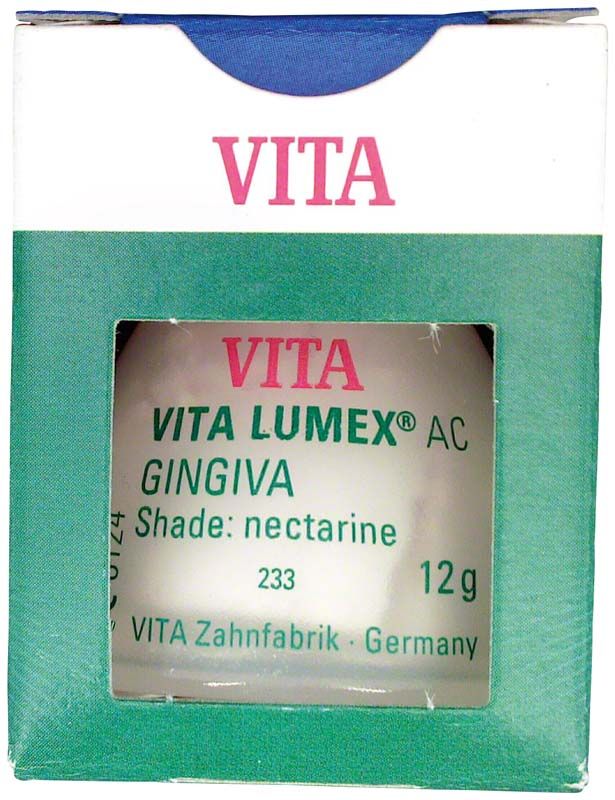 VITA
VITA
VITA LUMEX® AC
GINGIVA
Shade: nectarine
233
12g
VITA Zahnfabrik · Germany